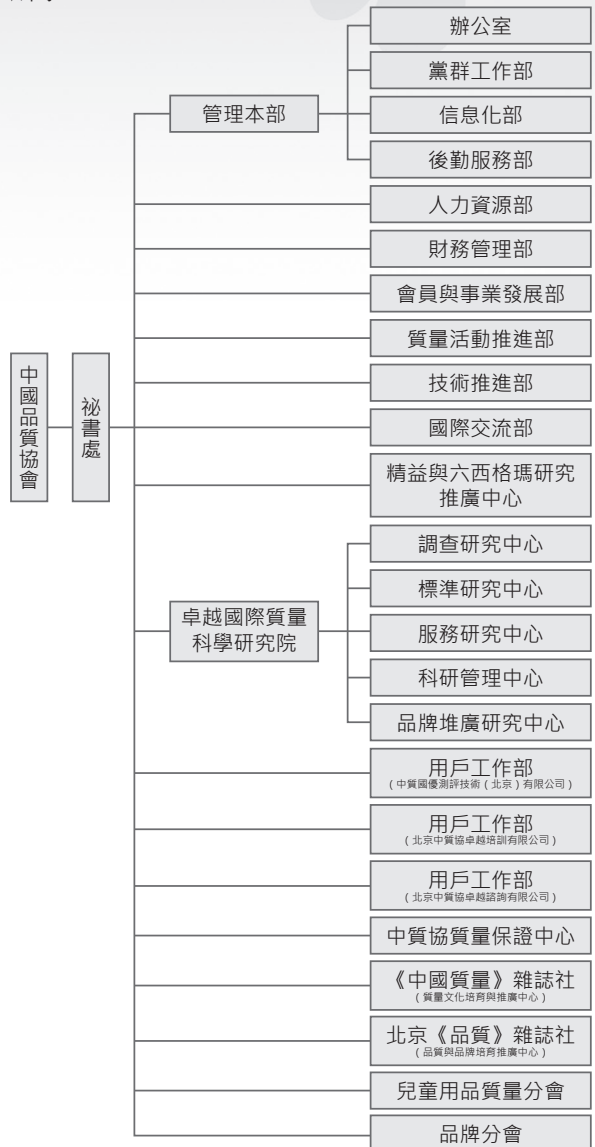 辦公室
黨群工作部
管理本部
信息化部
後勤服務部
人力資源部
財務管理部
會員與事業發展部
質量活動推進部
技術推進部
中國品質協會
祕書處
國際交流部
精益與六西格瑪研究
推廣中心
調查研究中心
標準研究中心
卓越國際質量
科學研究院
服務研究中心
科研管理中心
品牌堆廣研究中心
用戶工作部
(中質國優測評技術(北京)有限公司)
用戶工作部
(北京中質協卓越培訓有限公司)
用戶工作部
(北京中質協卓越諮詢有限公司)
中質協質量保證中心
《中國質量》雜誌社
(質量文化培育與推廣中心)
北京《品質》雜誌社
(品質與品牌培育推廣中心)
兒童用品質量分會
品牌分會